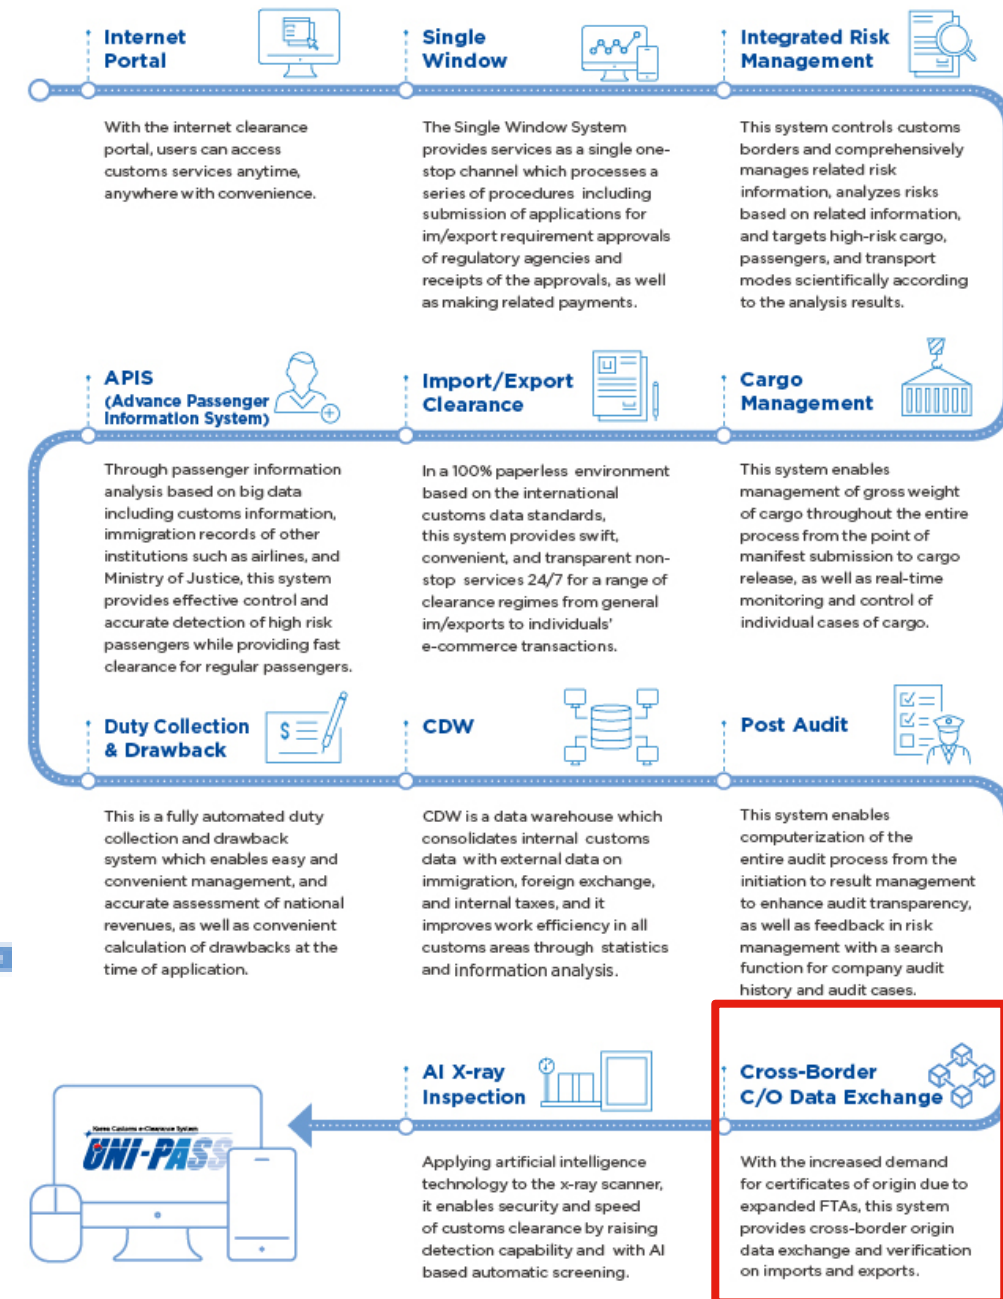 Internet
Portal
With the internet clearance
portal, users can access
customs services anytime,
anywhere with convenience.
Single
Window
The Single Window System
provides services as a single one-
stop channel which processes a
series of procedures including
submission of applications for
im/export requirement approvals
of regulatory agencies and
receipts of the approvals, as well
as making related payments.
Integrated Risk
Management
This system controls customs
borders and comprehensively
manages related risk
information, analyzes risks
based on related information,
and targets high-risk cargo,
passengers, and transport
modes scientifically according
to the analysis results.
APIS
(Advance Passenger
Information System)
Through passenger information
analysis based on big data
including customs information,
immigration records of other
institutions such as airlines, and
Ministry of Justice, this system
provides effective control and
accurate detection of high risk
passengers while providing fast
clearance for regular passengers.
Import/Export
Clearance
In a 100% paperless environment
based on the international
customs data standards,
this system provides swift,
convenient, and transparent non-
stop services 24/7 for a range of
clearance regimes from general
im/exports to individuals’
e-commerce transactions.
Cargo
Management
This system enables
management of gross weight
of cargo throughout the entire
process from the point of
manifest submission to cargo
release, as well as real-time
monitoring and control of
individual cases of cargo.
Duty Collection
& Drawback
$
This is a fully automated duty
collection and drawback
system which enables easy and
convenient management, and
accurate assessment of national
revenues, as well as convenient
calculation of drawbacks at the
time of application.
CDW
CDW is a data warehouse which
consolidates internal customs
data with external data on
immigration, foreign exchange,
and internal taxes, and it
improves work efficiency in all
customs areas through statistics
and information analysis.
Post Audit
This system enables
computerization of the
entire audit process from the
initiation to result management
to enhance audit transparency,
as well as feedback in risk
management with a search
function for company audit
history and audit cases.
Korea Customs e-Clearance System
UNI-PASS
AI X-ray
Inspection
Applying artificial intelligence
technology to the x-ray scanner,
it enables security and speed
of customs clearance by raising
detection capability and with AI
based automatic screening.
Cross-Border
C/O Data Exchange
With the increased demand
for certificates of origin due to
expanded FTAs, this system
provides cross-border origin
data exchange and verification
on imports and exports.